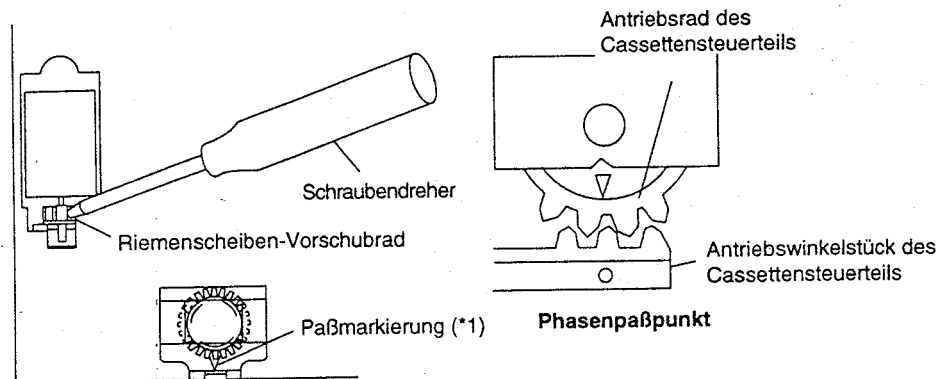 Antriebsrad des
Cassettensteuerteils
Schraubendreher
Riemenscheiben-Vorschubrad
Antriebswinkelstück des
Cassettensteuerteils
Paßmarkierung (*1)
Phasenpaßpunkt